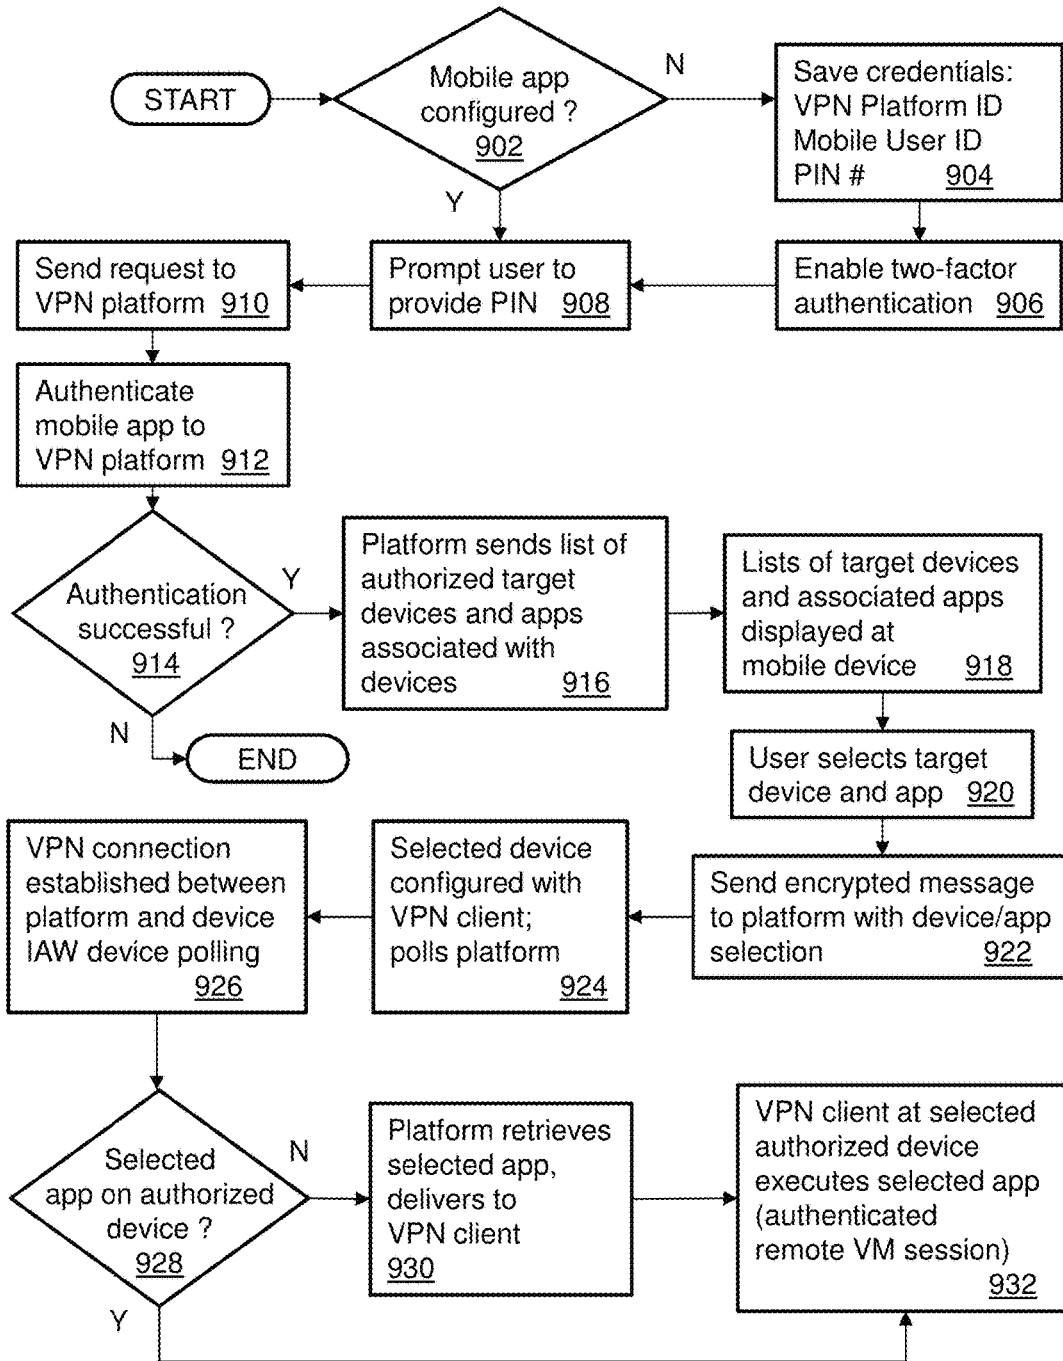 START
Mobile app
configured ?
902
N
Y
Save credentials:
VPN Platform ID
Mobile User ID
PIN # 904
Send request to
VPN platform 910
Prompt user to
provide PIN 908
Enable two-factor
authentication 906
Authenticate
mobile app to
VPN platform 912
Authentication
successful ?
914
Y
N
END
Platform sends list of
authorized target
devices and apps
associated with
devices 916
Lists of target devices
and associated apps
displayed at
mobile device 918
User selects target
device and app 920
VPN connection
established between
platform and device
IAW device polling
926
Selected device
configured with
VPN client;
polls platform
924
Send encrypted message
to platform with device/app
selection 922
Selected
app on authorized
device ?
928
N
Y
Platform retrieves
selected app,
delivers to
VPN client
930
VPN client at selected
authorized device
executes selected app
(authenticated
remote VM session)
932